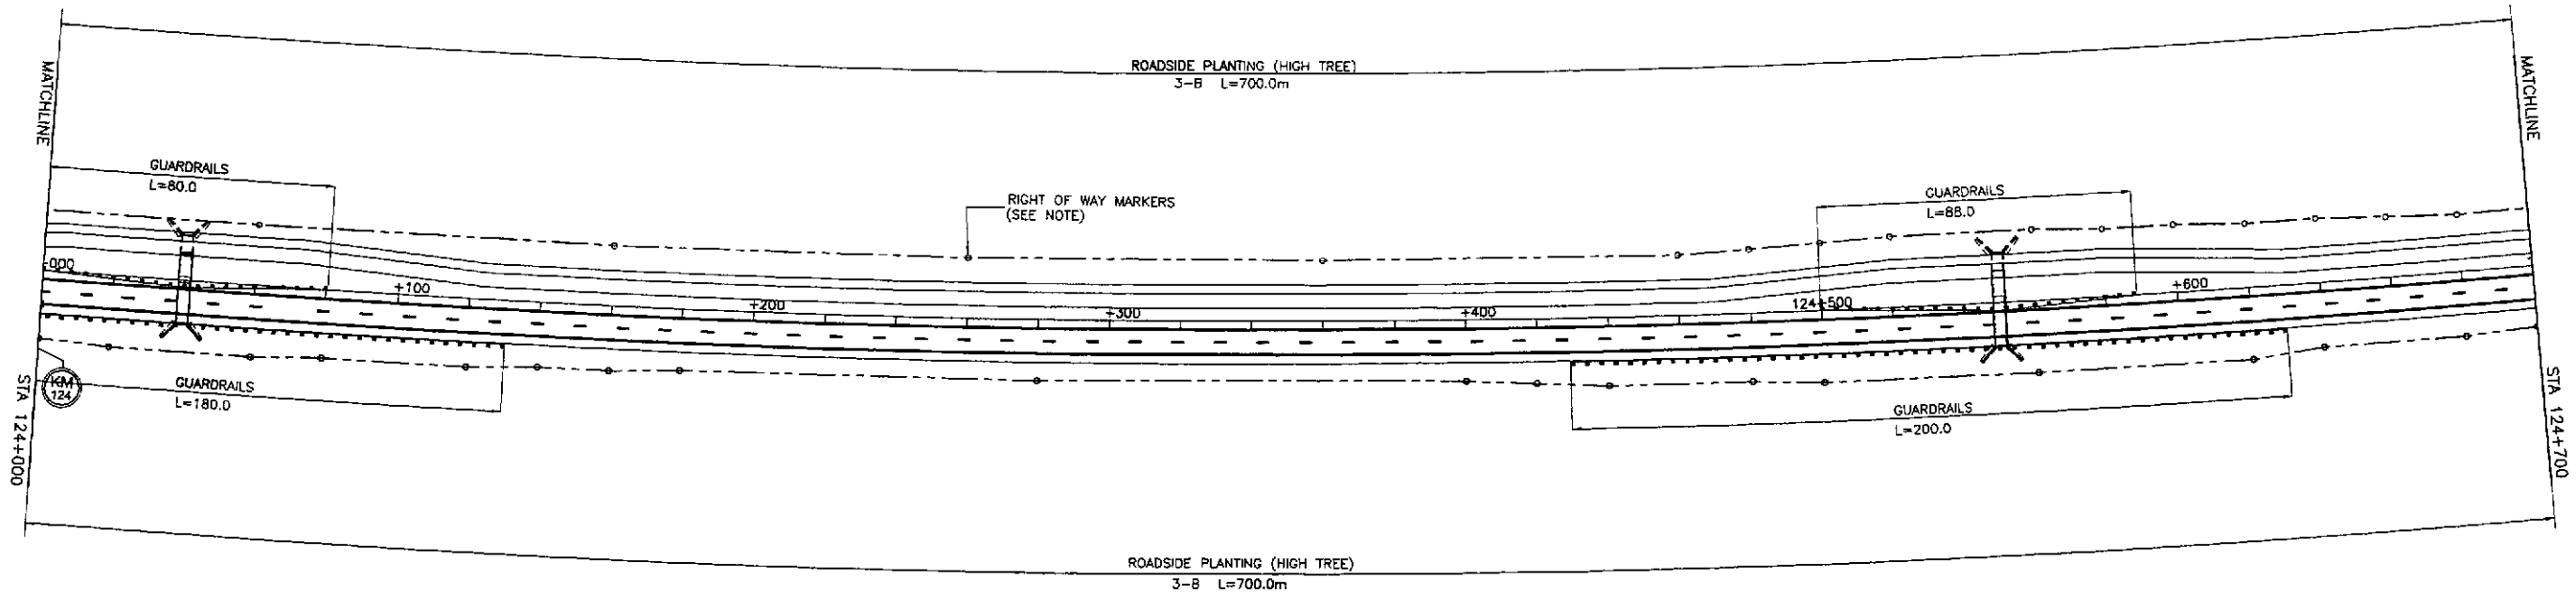 ROADSIDE PLANTING (HIGH TREE)
3-B L=700.0m
MATCHLINE
MATCHLINE
GUARDRAILS
L=80.0
RIGHT OF WAY MARKERS
(SEE NOTE)
GUARDRAILS
L=88.0
-000
+100
+200
+300
+400
124+500
+600
KM
124
GUARDRAILS
L=180.0
GUARDRAILS
L=200.0
STA 124+000
STA 124+700
ROADSIDE PLANTING (HIGH TREE)
3-B L=700.0m